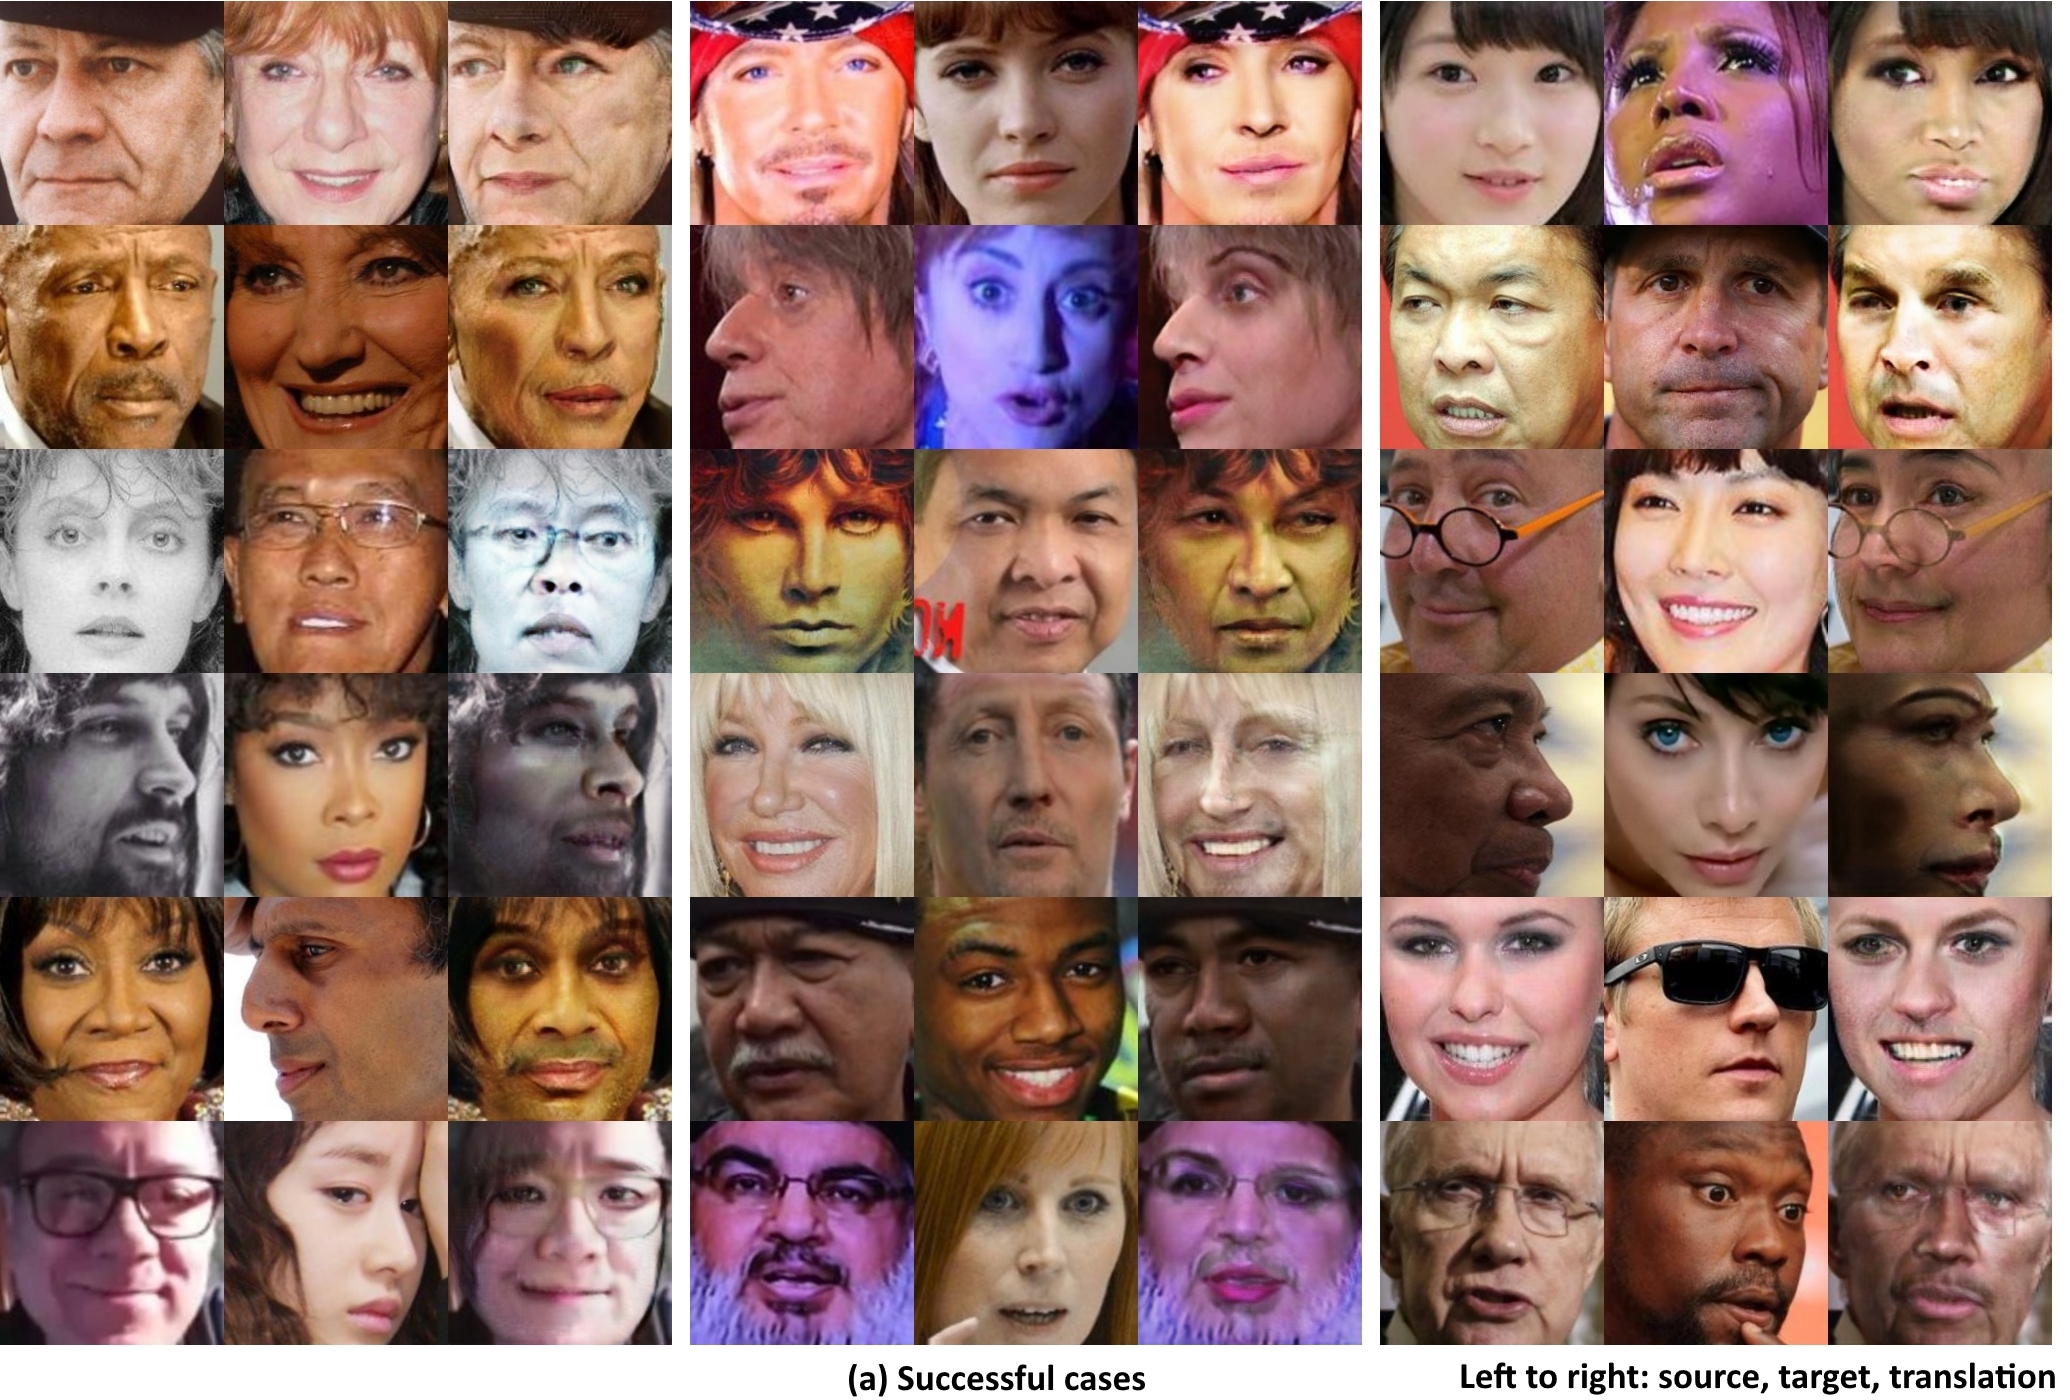 (a) Successful cases
Left to right: source, target, translation